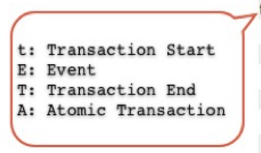 t: Transaction Start
E: Event
T: Transaction End
A: Atomic Transaction